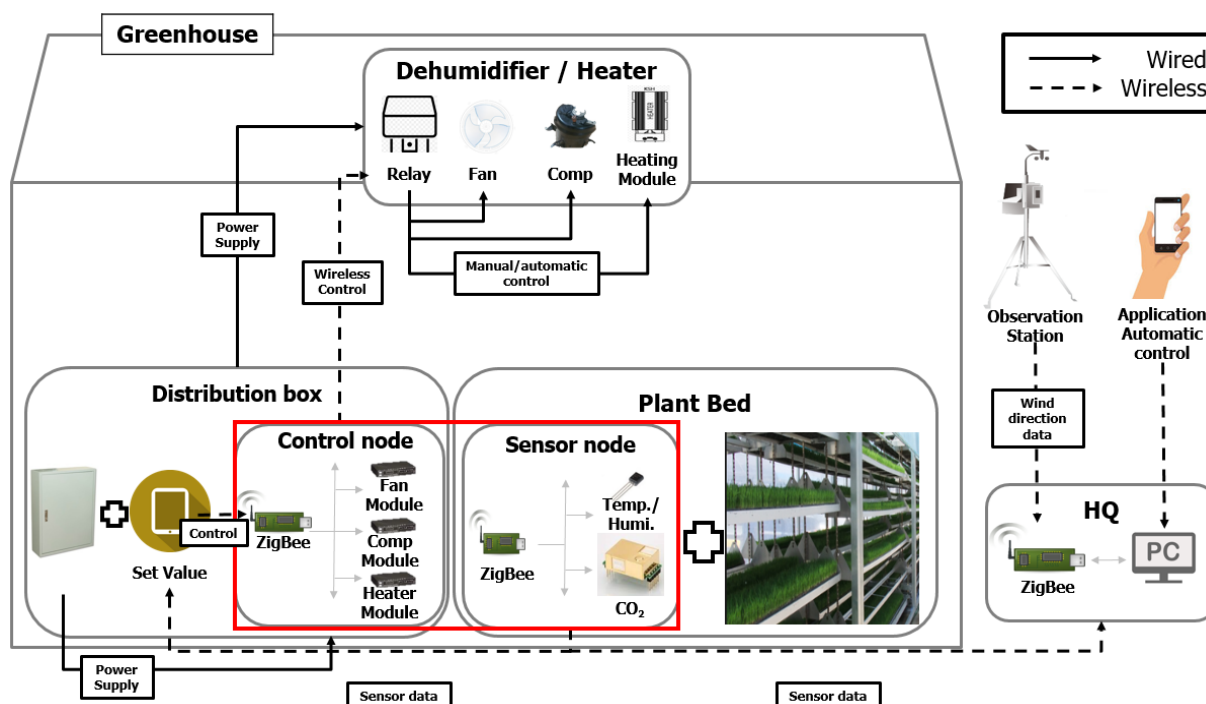 Greenhouse
Dehumidifier / Heater
HEATER
Relay
Fan
Comp
Heating
Module
Wired
Wireless
Power
Supply
Wireless
Control
Manual/automatic
control
Observation
Station
Application
Automatic
control
Wind
direction
data
Distribution box
Plant Bed
Control node
Fan
Module
Comp
Module
Heater
Module
ZigBee
Control
Set Value
Sensor node
Temp./
Humi.
ZigBee
CO₂
HQ
PC
ZigBee
Power
Supply
Sensor data
Sensor data